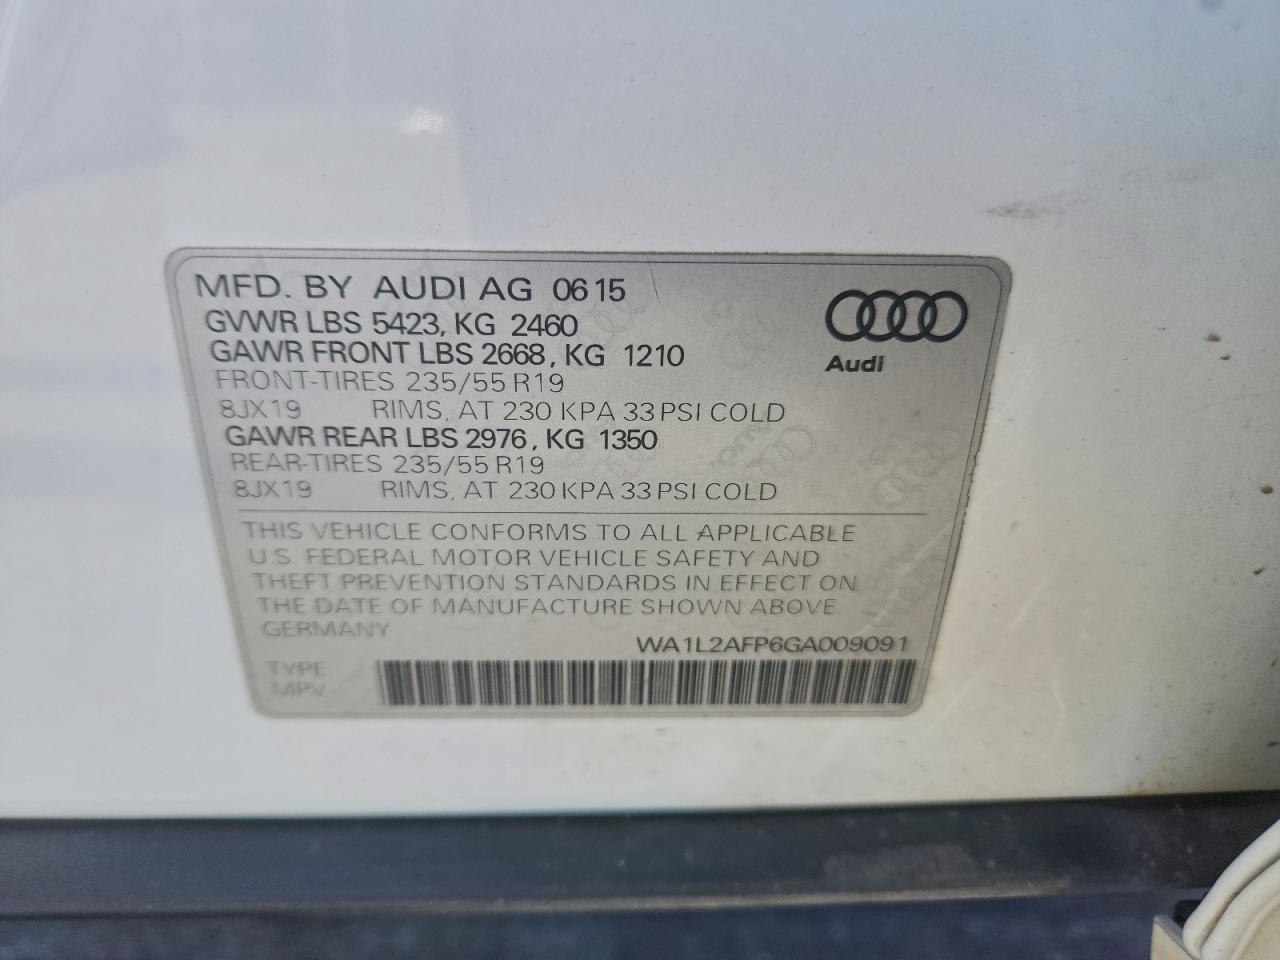 MFD. BY AUDI AG 0615
GVWR LBS 5423, KG 2460
GAWR FRONT LBS 2668, KG 1210
FRONT-TIRES 235/55 R19
8JX19 RIMS, AT 230 KPA 33 PSI COLD
GAWR REAR LBS 2976, KG 1350
REAR-TIRES 235/55 R19
8JX19 RIMS, AT 230 KPA 33 PSI COLD
Audi
THIS VEHICLE CONFORMS TO ALL APPLICABLE
U.S. FEDERAL MOTOR VEHICLE SAFETY AND
THEFT PREVENTION STANDARDS IN EFFECT ON
THE DATE OF MANUFACTURE SHOWN ABOVE
GERMANY
WA1L2AFP6GA009091
TYPE
MPV